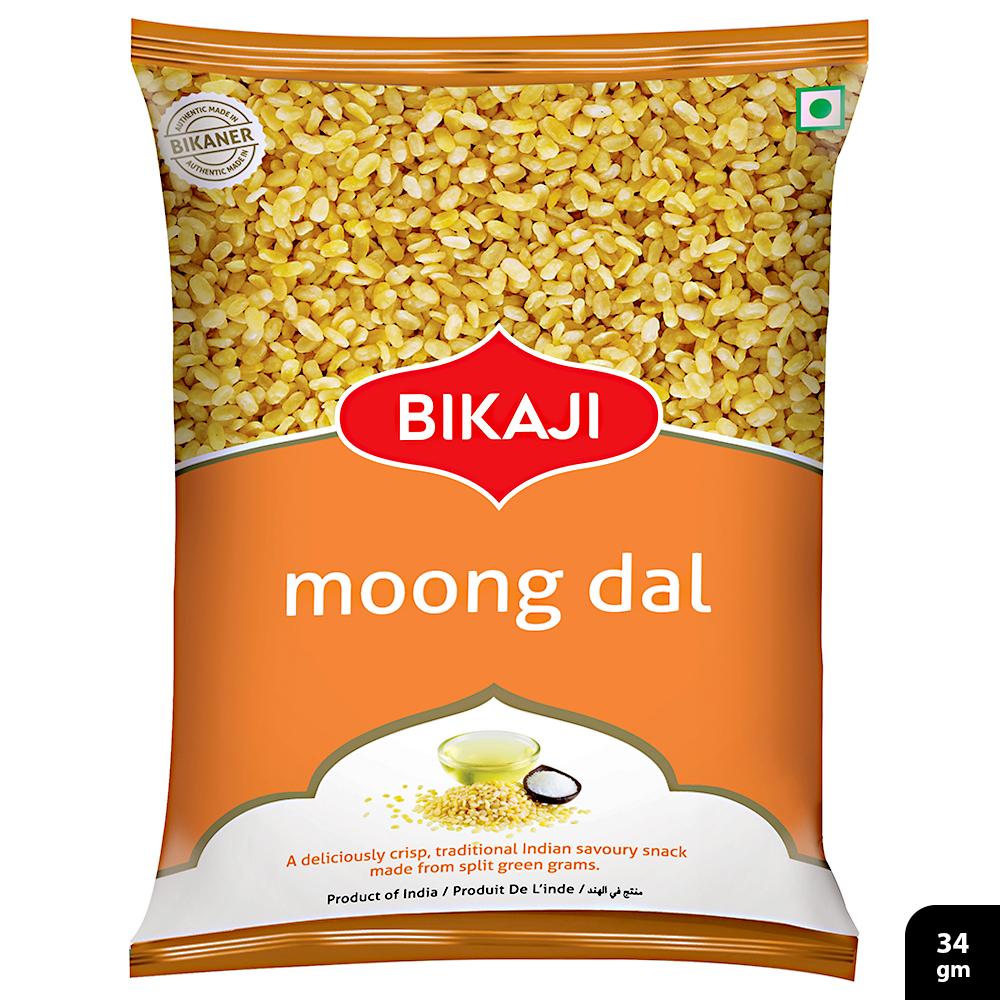 AUTHENTIC MADE IN
BIKANER
AUTHENTIC MADE IN
BIKAJI
moong dal
A deliciously crisp, traditional Indian savoury snack
made from split green grams.
Product of India / Produit De L'inde / منتج في الهند
34
gm